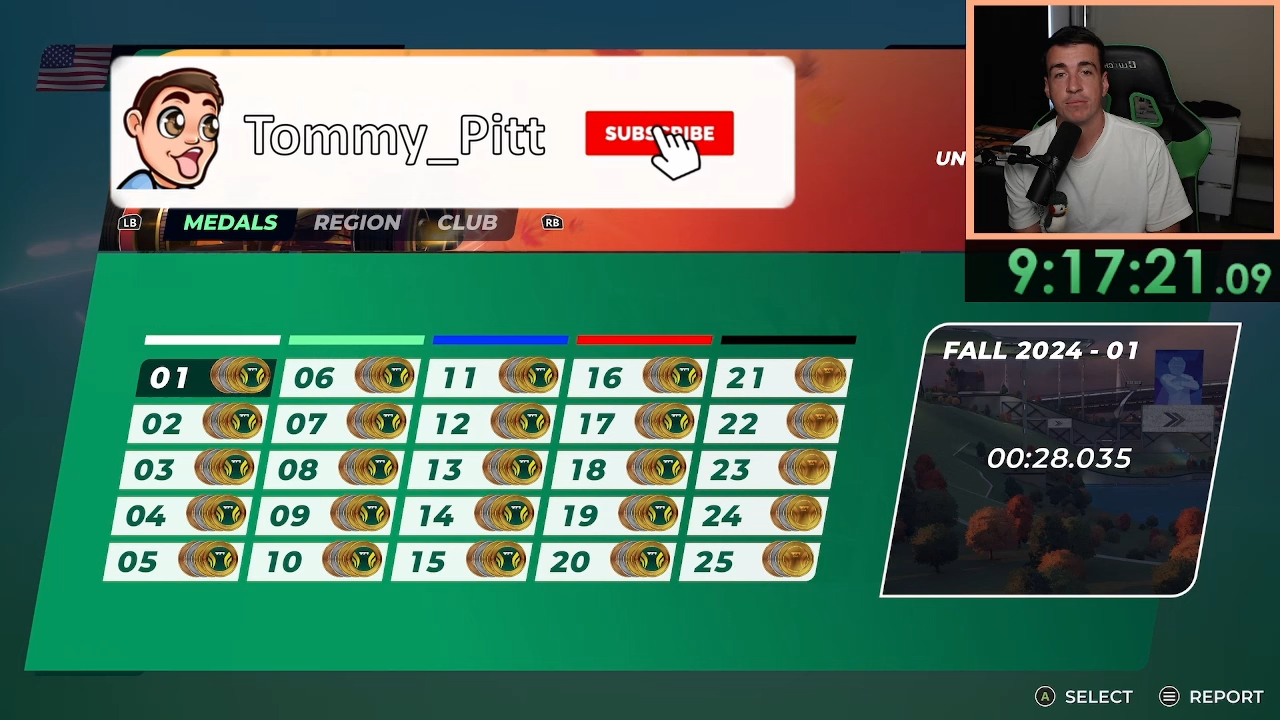 Tommy_Pitt
SUBSCRIBE
UN
LB MEDALS REGION CLUB RB
9:17:21.09
01 06 11 16 21
02 07 12 17 22
03 08 13 18 23
04 09 14 19 24
05 10 15 20 25
FALL 2024 - 01
00:28.035
A SELECT REPORT